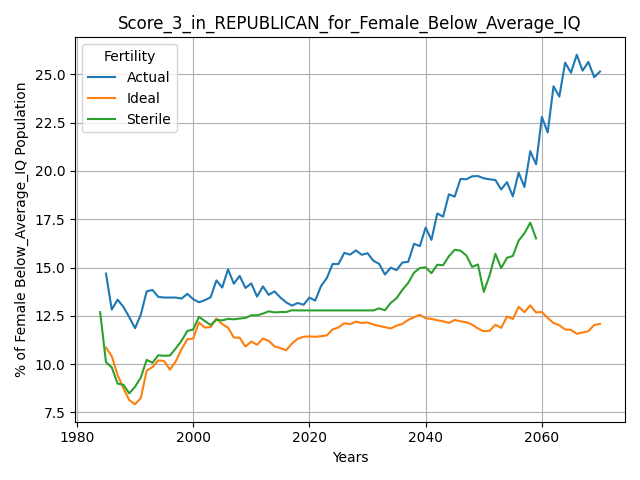 Score_3_in_REPUBLICAN_for_Female_Below_Average_IQ
Fertility
Actual
Ideal
Sterile
% of Female Below_Average_IQ Population
25.0
22.5
20.0
17.5
15.0
12.5
10.0
7.5
1980
2000
2020
2040
2060
Years